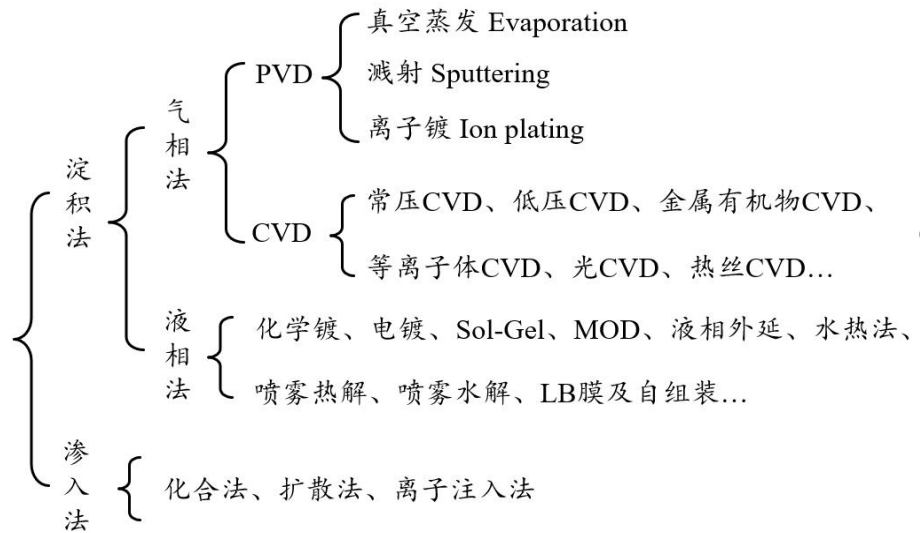 淀积法
气相法
PVD
真空蒸发 Evaporation
溅射 Sputtering
离子镀 Ion plating
CVD
常压CVD、低压CVD、金属有机物CVD、
等离子体CVD、光CVD、热丝CVD…
液相法
化学镀、电镀、Sol-Gel、MOD、液相外延、水热法、
喷雾热解、喷雾水解、LB膜及自组装…
渗入法
化合法、扩散法、离子注入法